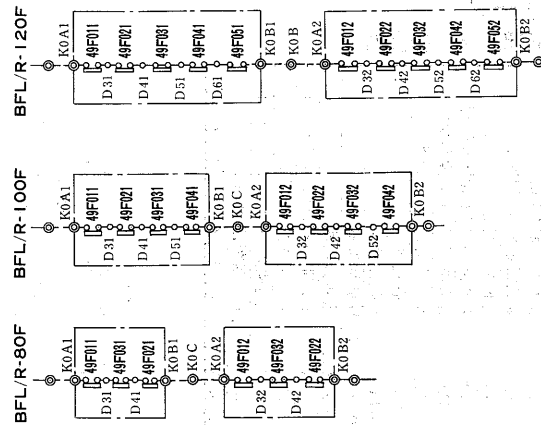 BFL/R-120F
K0A1
49F011
49F021
49F031
49F041
49F051
K0B1
K0B
K0A2
49F012
49F022
49F032
49F042
49F052
K0B2
D31
D41
D51
D61
D32
D42
D52
D62
BFL/R-100F
K0A1
49F011
49F021
49F031
49F041
K0B1
K0C
K0A2
49F012
49F022
49F032
49F042
K0B2
D31
D41
D51
D32
D42
D52
BFL/R-80F
K0A1
49F011
49F031
49F021
K0B1
K0C
K0A2
49F012
49F032
49F022
K0B2
D31
D41
D32
D42